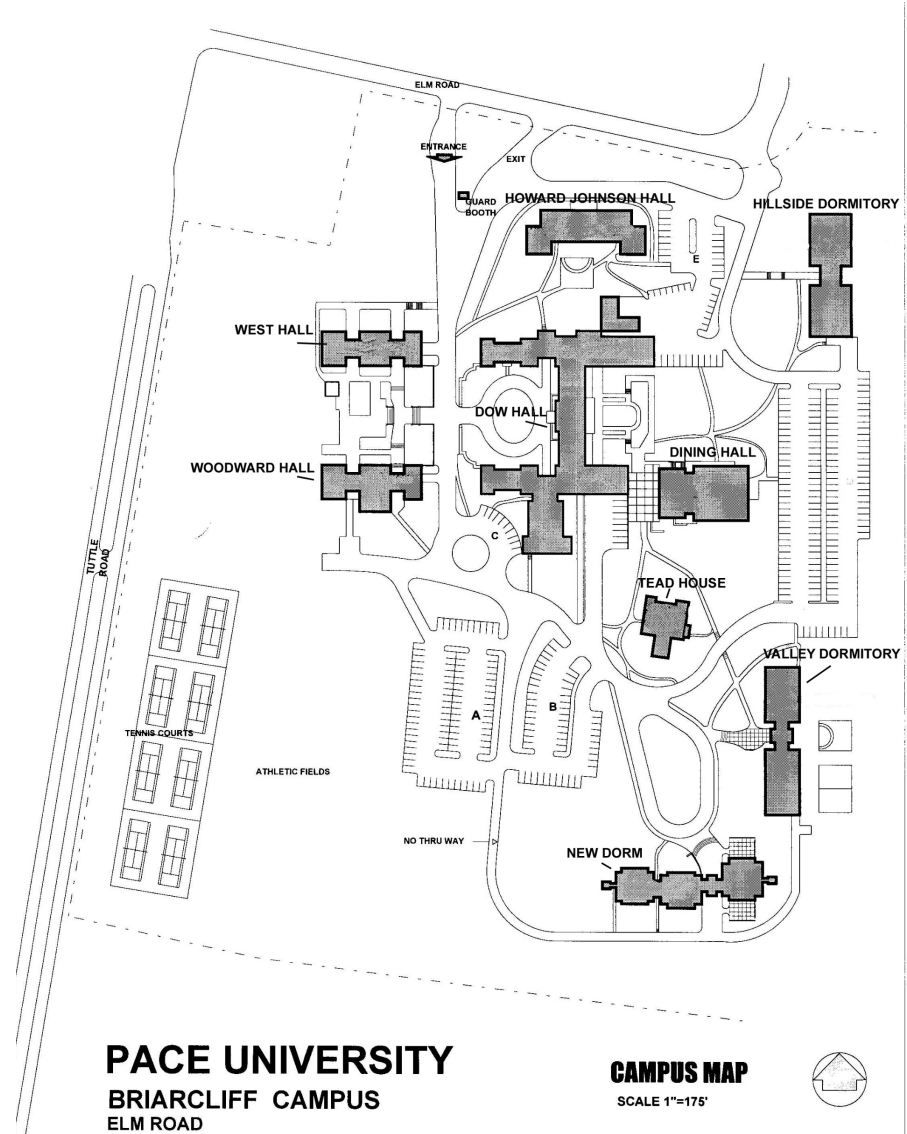 ELM ROAD
ENTRANCE
EXIT
GUARD
BOOTH
HOWARD JOHNSON HALL
HILLSIDE DORMITORY
E
WEST HALL
DOW HALL
DINING HALL
WOODWARD HALL
C
TUTTLE
ROAD
TEAD HOUSE
VALLEY DORMITORY
A
B
TENNIS COURTS
ATHLETIC FIELDS
NO THRU WAY
NEW DORM
PACE UNIVERSITY
BRIARCLIFF CAMPUS
ELM ROAD
CAMPUS MAP
SCALE 1"=175'